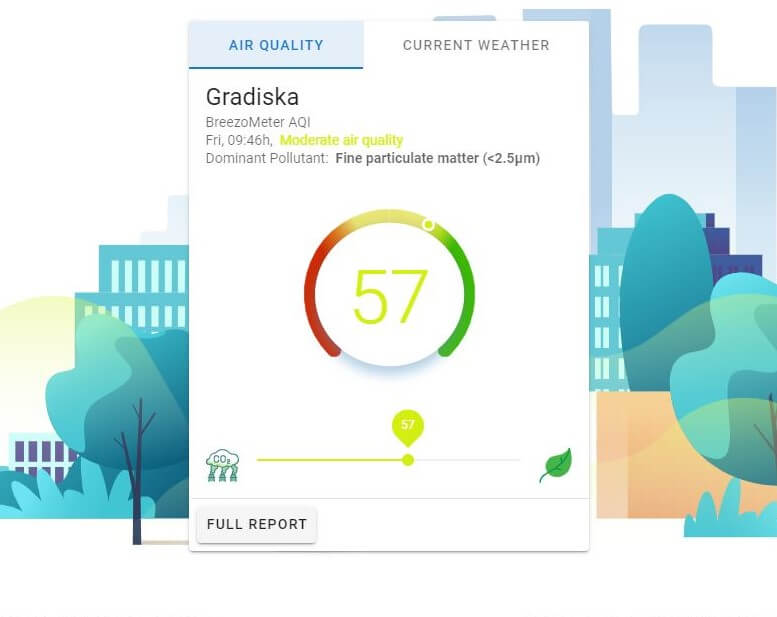 AIR QUALITY
CURRENT WEATHER
Gradiska
BreezoMeter AQI
Fri, 09:46h, Moderate air quality
Dominant Pollutant: Fine particulate matter (<2.5µm)
57
57
CO₂
FULL REPORT